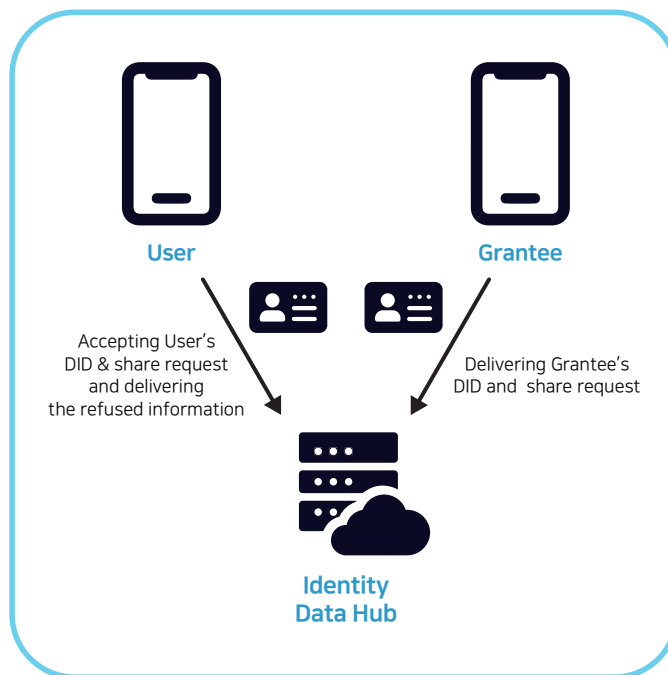 User
Grantee
Accepting User's
DID & share request
and delivering
the refused information
Delivering Grantee's
DID and share request
Identity
Data Hub